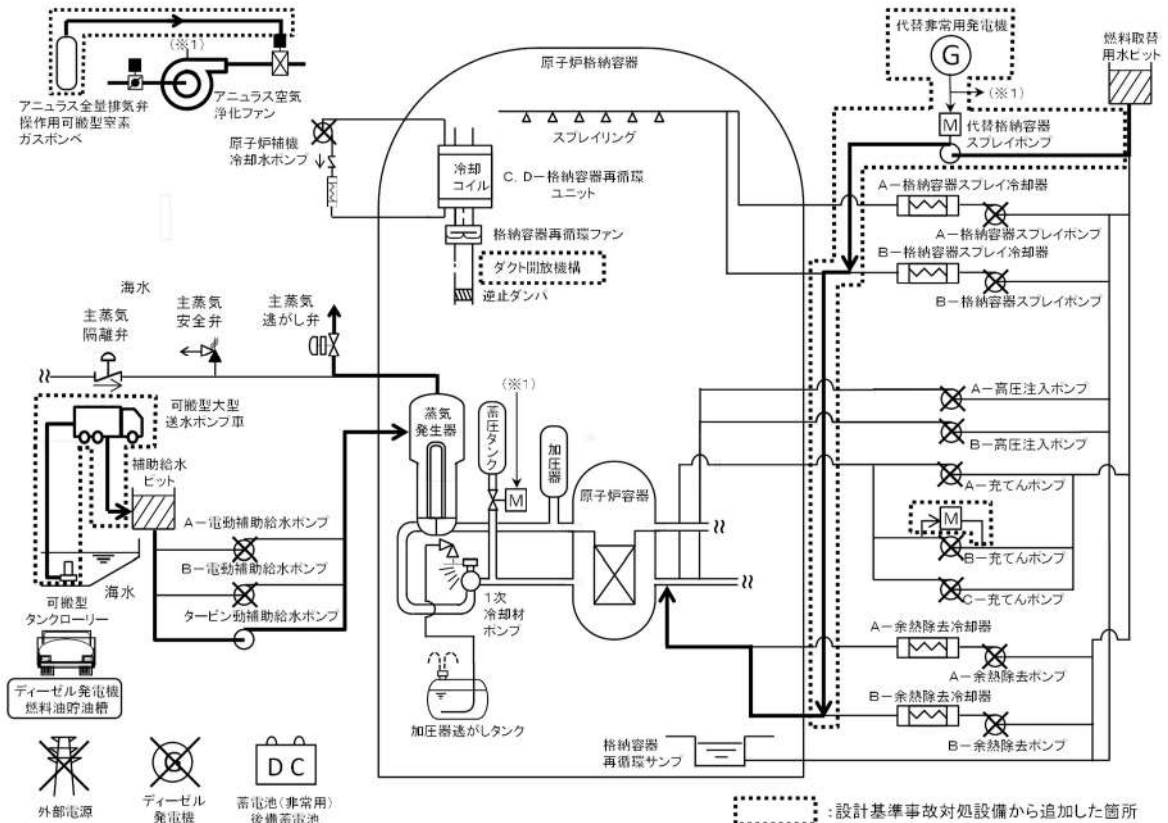 (※1)
アニュラス全量排気弁
操作用可搬型窒素
ガスボンベ
アニュラス空気
浄化ファン
原子炉補機
冷却水ポンプ
原子炉格納容器
スプレイリング
冷却
コイル
C, D－格納容器再循環
ユニット
格納容器再循環ファン
ダクト開放機構
逆止ダンパ
代替非常用発電機
G
(※1)
M
代替格納容器
スプレイポンプ
燃料取替
用水ピット
A－格納容器スプレイ冷却器
A－格納容器スプレイポンプ
B－格納容器スプレイ冷却器
B－格納容器スプレイポンプ
海水
主蒸気
隔離弁
主蒸気
安全弁
主蒸気
逃がし弁
可搬型大型
送水ポンプ車
補助給水
ピット
A－電動補助給水ポンプ
B－電動補助給水ポンプ
タービン動補助給水ポンプ
海水
可搬型
タンクローリー
ディーゼル発電機
燃料油貯油槽
蒸気
発生器
(※1)
蓄圧タンク
M
加圧器
原子炉容器
1次
冷却材
ポンプ
加圧器逃がしタンク
A－高圧注入ポンプ
B－高圧注入ポンプ
A－充てんポンプ
M
B－充てんポンプ
C－充てんポンプ
A－余熱除去冷却器
A－余熱除去ポンプ
B－余熱除去冷却器
B－余熱除去ポンプ
格納容器
再循環サンプ
外部電源
ディーゼル
発電機
DC
蓄電池(非常用)
後備蓄電池
:設計基準事故対処設備から追加した箇所